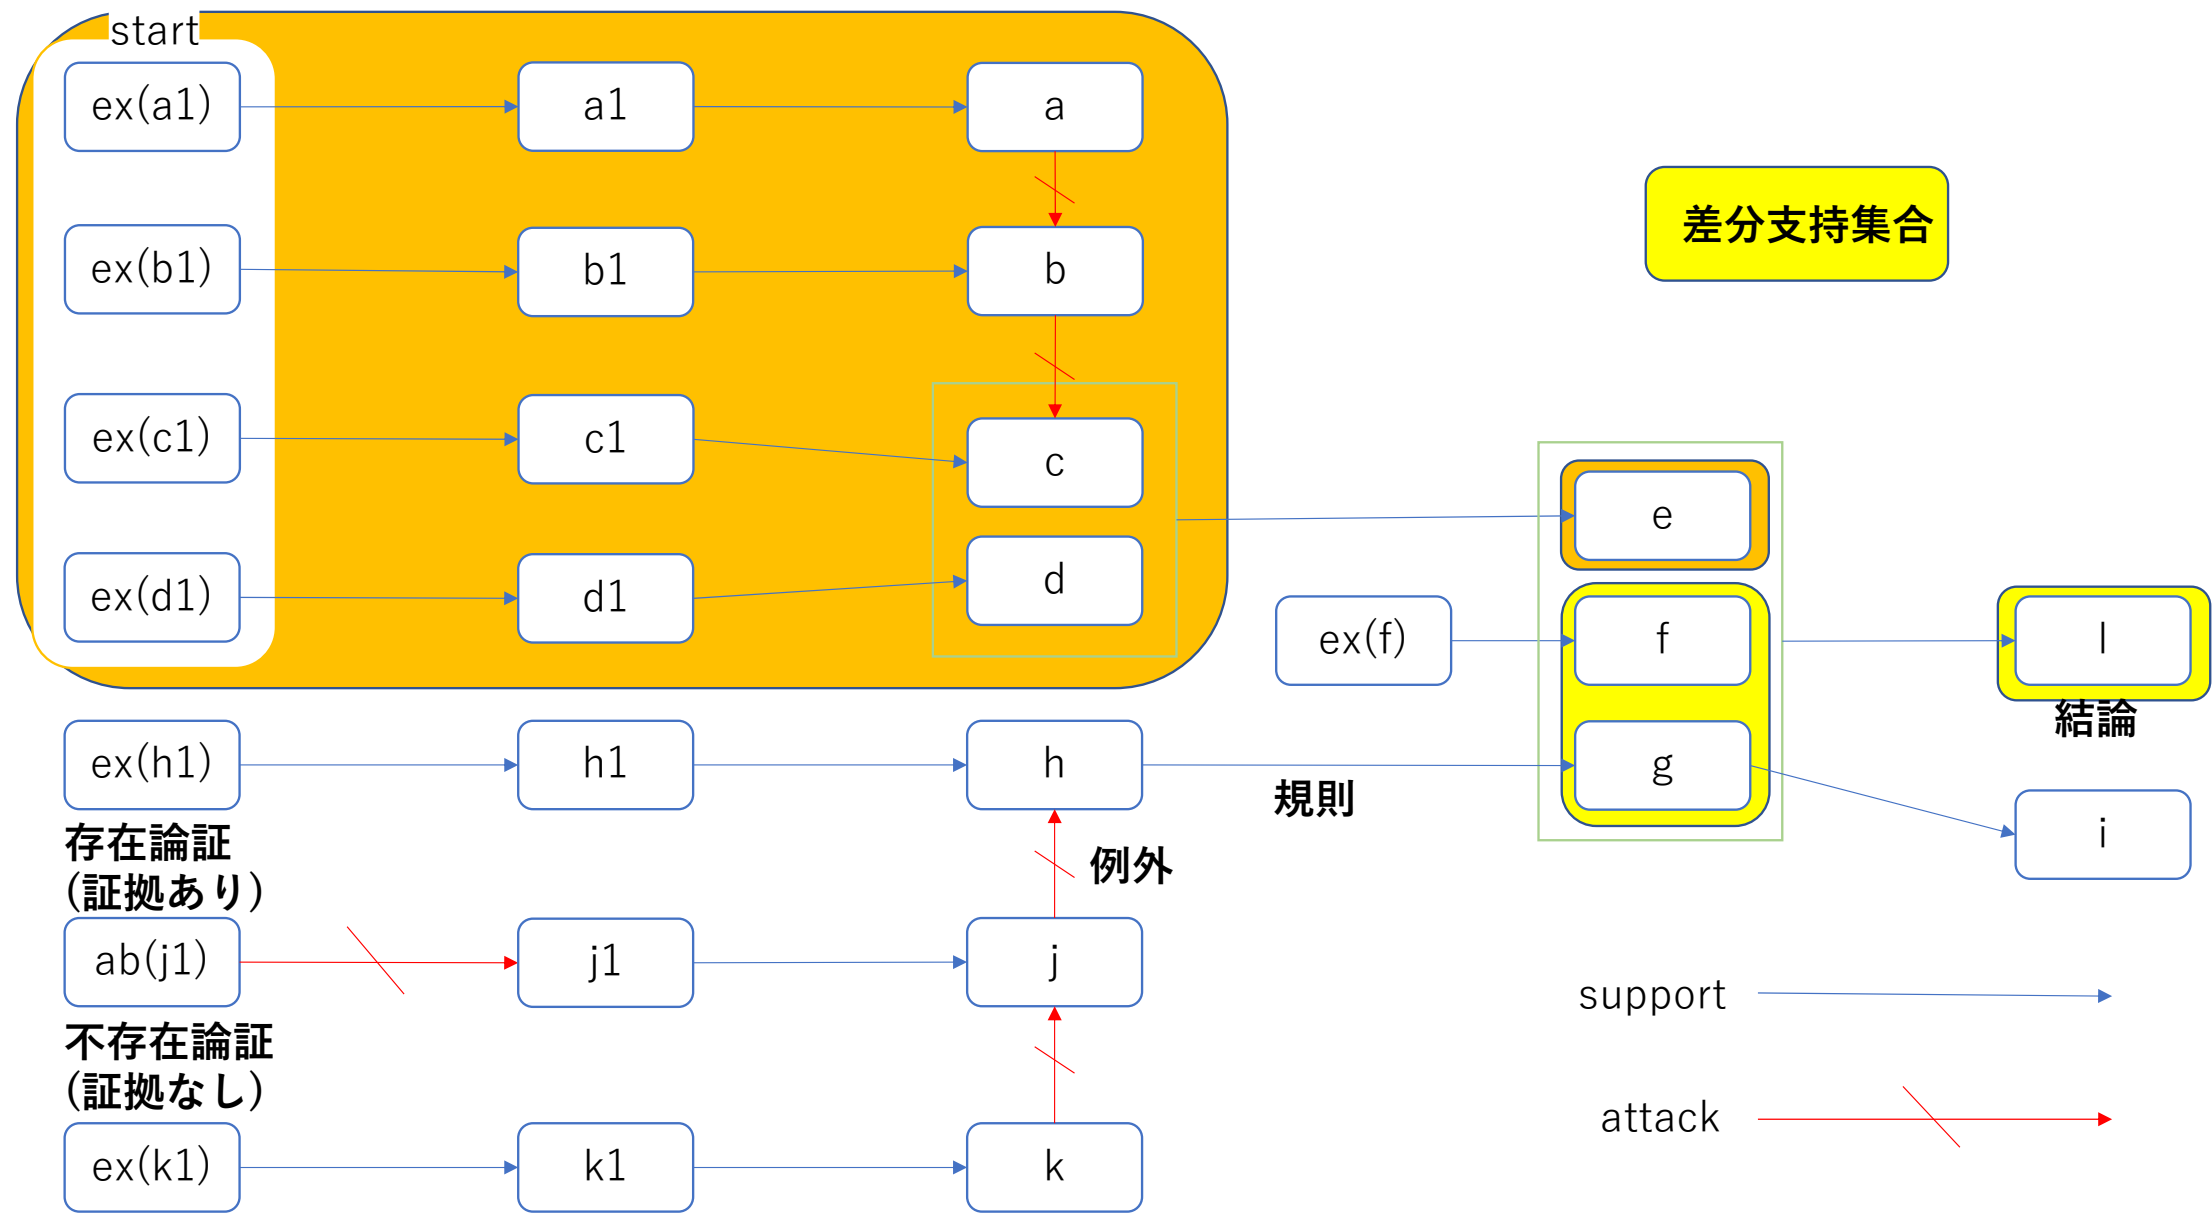 start
ex(a1)
a1
a
ex(b1)
b1
b
差分支持集合
ex(c1)
c1
c
e
ex(d1)
d1
d
ex(f)
f
l
結論
ex(h1)
h1
h
規則
g
i
存在論証
(証拠あり)
例外
ab(j1)
j1
j
support
不存在論証
(証拠なし)
attack
ex(k1)
k1
k